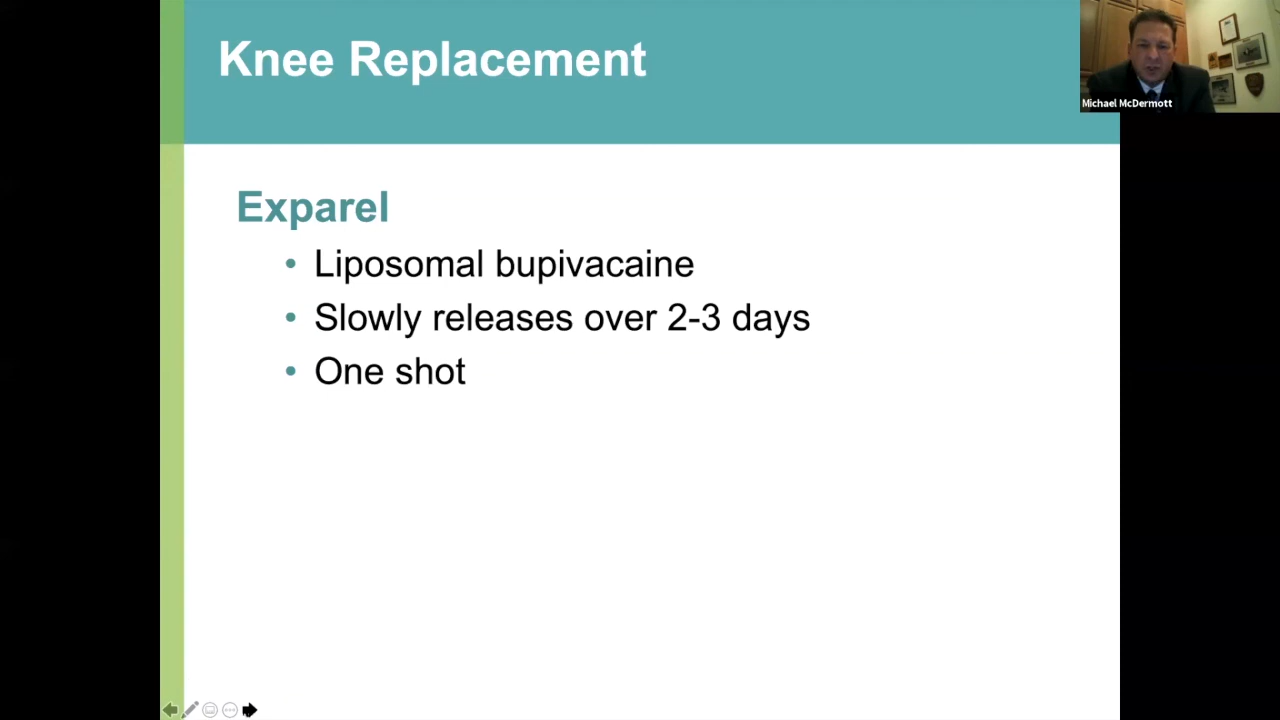 Knee Replacement
Michael McDermott
Exparel
• Liposomal bupivacaine
• Slowly releases over 2-3 days
• One shot